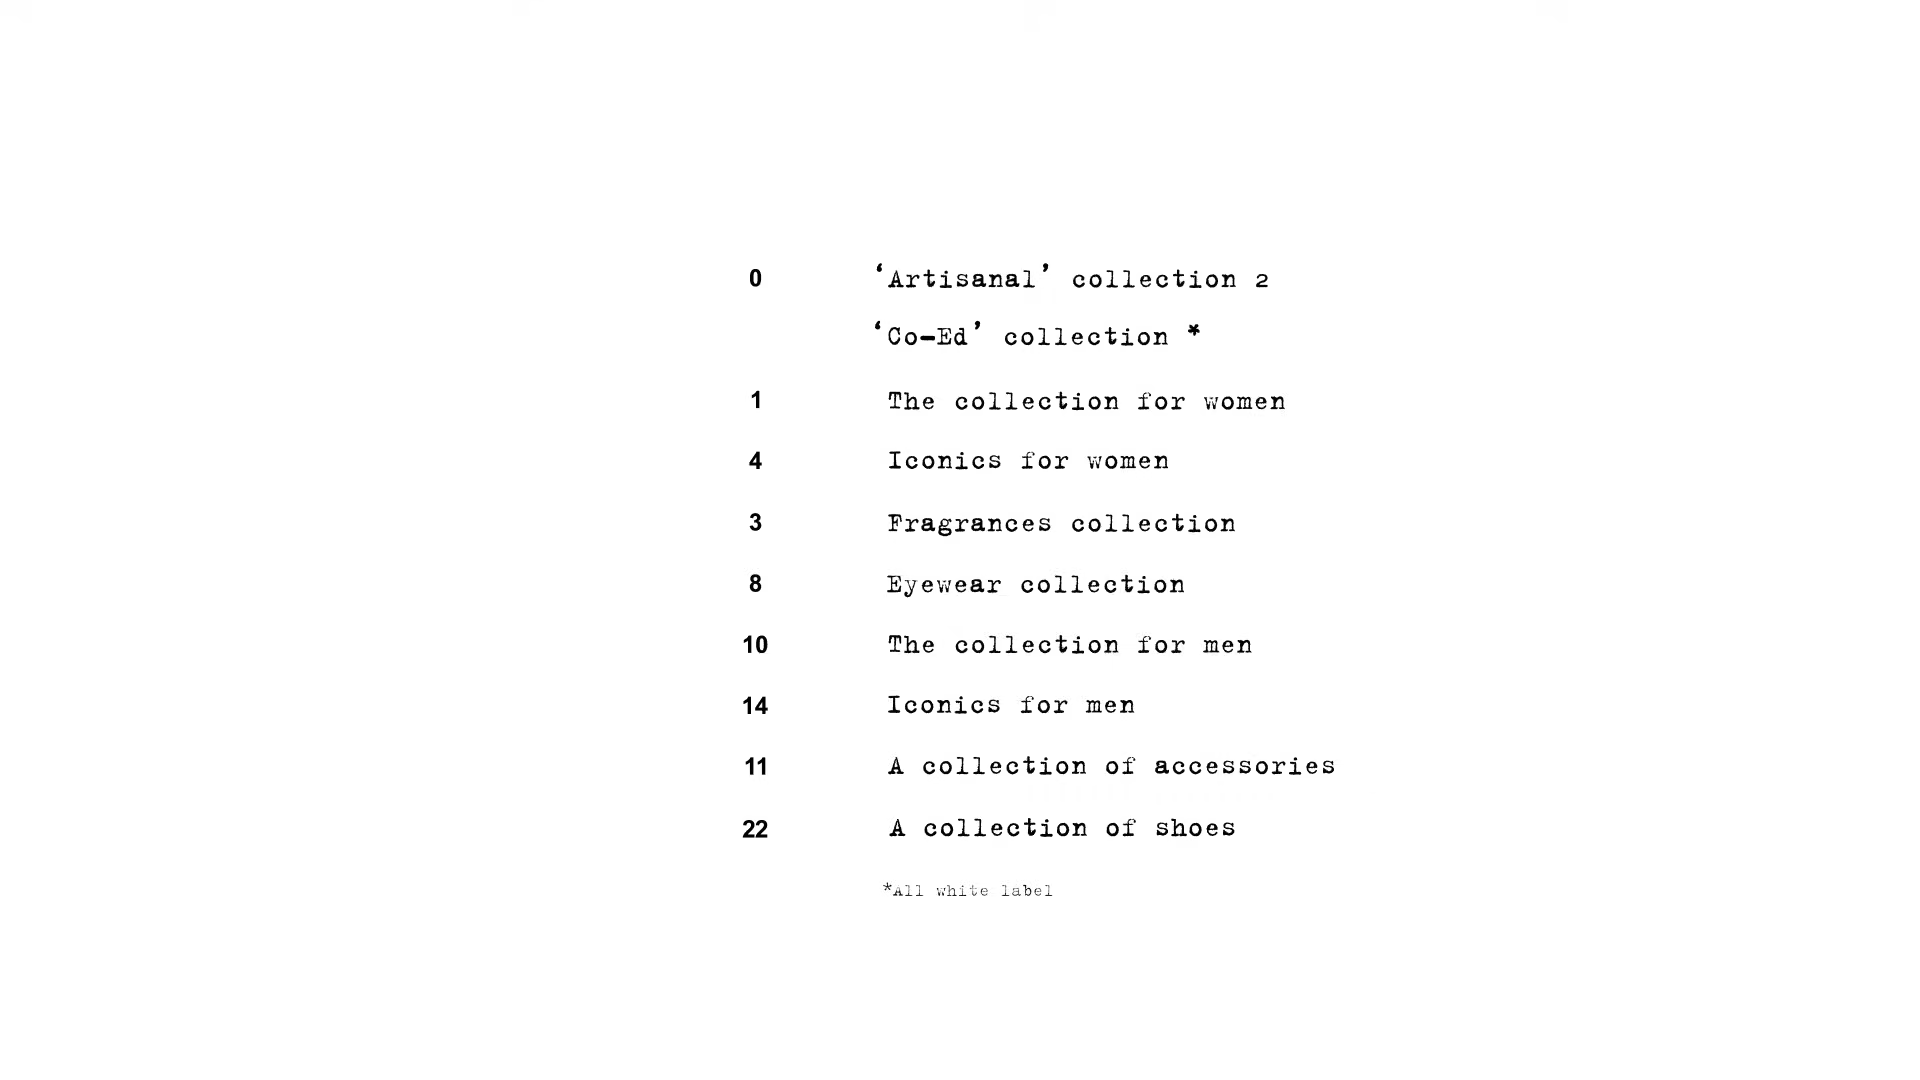 0 ‘Artisanal’ collection 2
‘Co-Ed’ collection *
1 The collection for women
4 Iconics for women
3 Fragrances collection
8 Eyewear collection
10 The collection for men
14 Iconics for men
11 A collection of accessories
22 A collection of shoes
*All white label